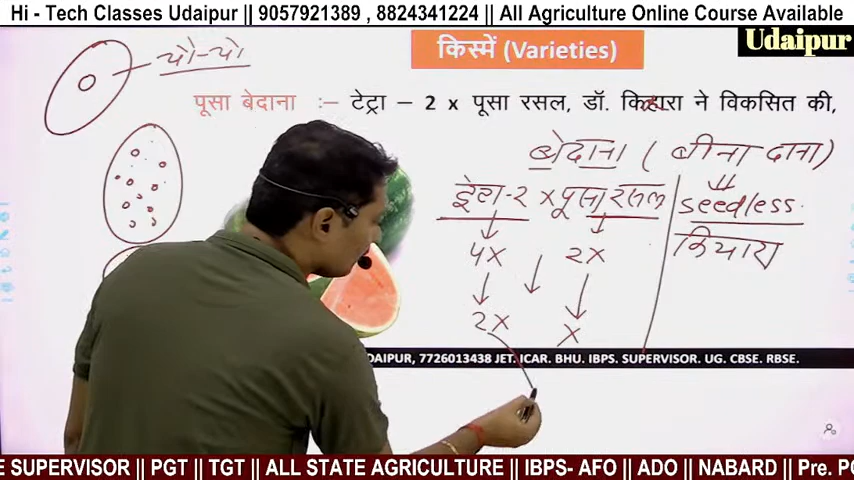 Hi - Tech Classes Udaipur || 9057921389 , 8824341224 || All Agriculture Online Course Available
Udaipur
किस्में (Varieties)
चो-चो
पूसा बेदाना :- टेट्रा – 2 x पूसा रसल, डॉ. किहारा ने विकसित की,
बेदाना ( बीना दाना )
टेट्रा-2 x पूसा रसल
seedless
कियारा
4X 2X
2X X
UDAIPUR, 7726013438 JET. ICAR. BHU. IBPS. SUPERVISOR. UG. CBSE. RBSE.
E SUPERVISOR || PGT || TGT || ALL STATE AGRICULTURE || IBPS- AFO || ADO || NABARD || Pre. P